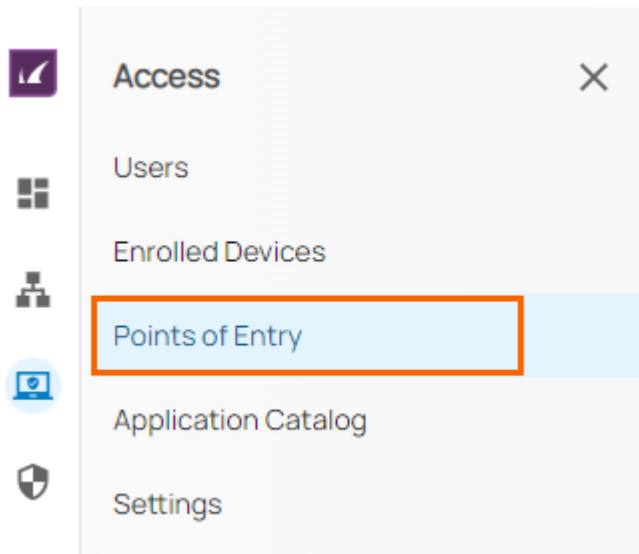 Access
Users
Enrolled Devices
Points of Entry
Application Catalog
Settings